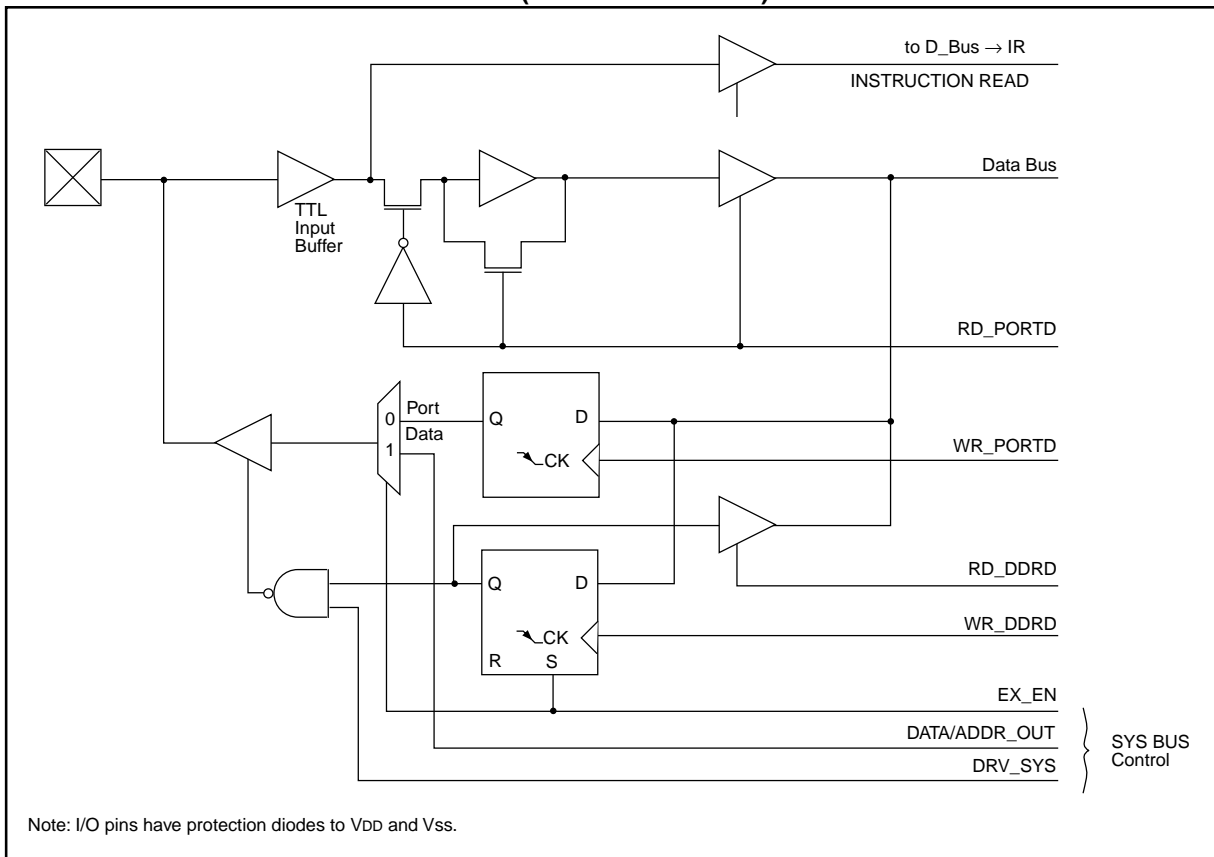 to D_Bus → IR
INSTRUCTION READ
Data Bus
TTL
Input
Buffer
RD_PORTD
0
Port
Data
1
Q
D
CK
WR_PORTD
RD_DDRD
Q
D
CK
R
S
WR_DDRD
EX_EN
DATA/ADDR_OUT
DRV_SYS
SYS BUS
Control
Note: I/O pins have protection diodes to VDD and Vss.